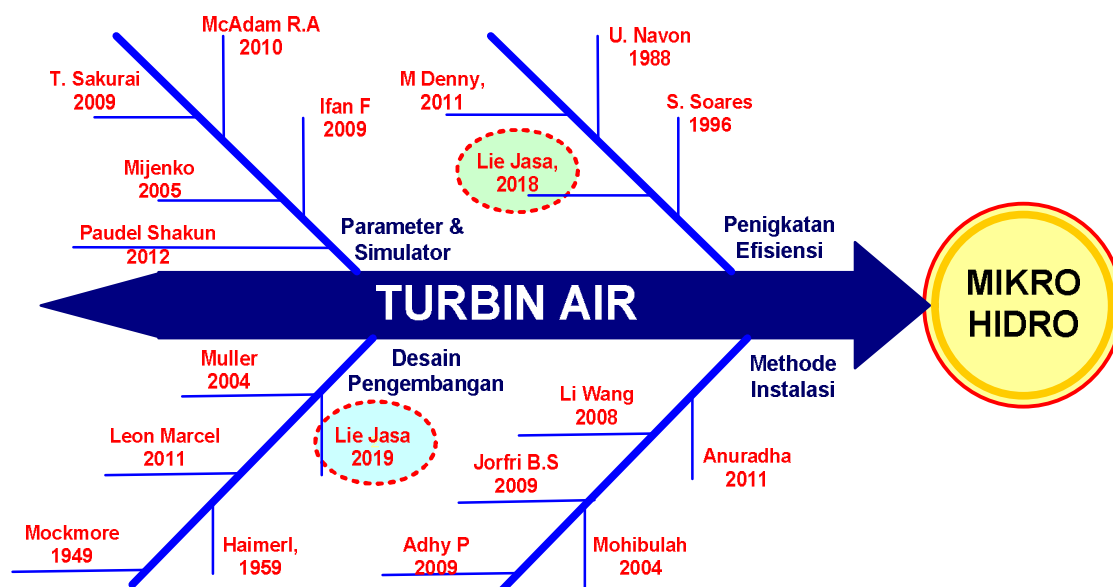 McAdam R.A
2010
T. Sakurai
2009
Ifan F
2009
Mijenko
2005
Paudel Shakun
2012
Parameter &
Simulator
U. Navon
1988
M Denny,
2011
S. Soares
1996
Lie Jasa,
2018
Penigkatan
Efisiensi
TURBIN AIR
MIKRO
HIDRO
Muller
2004
Desain
Pengembangan
Leon Marcel
2011
Lie Jasa
2019
Mockmore
1949
Haimerl,
1959
Methode
Instalasi
Li Wang
2008
Jorfri B.S
2009
Anuradha
2011
Adhy P
2009
Mohibulah
2004